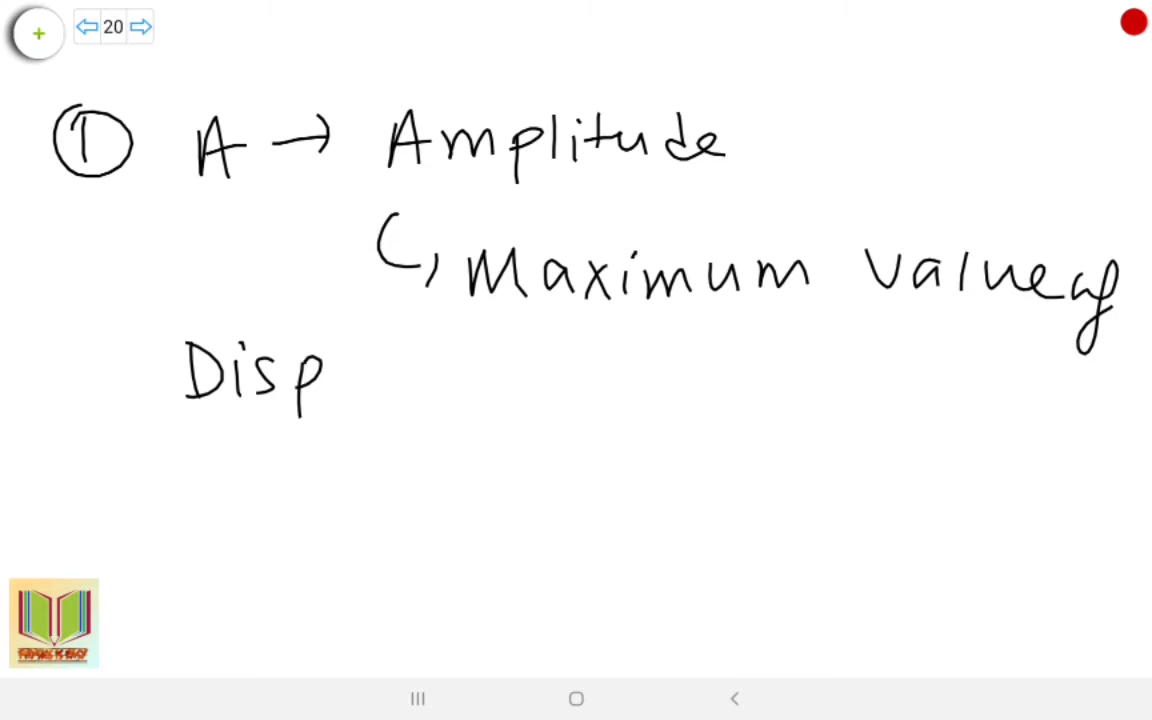 20
① A → Amplitude
↳ Maximum value of
Disp